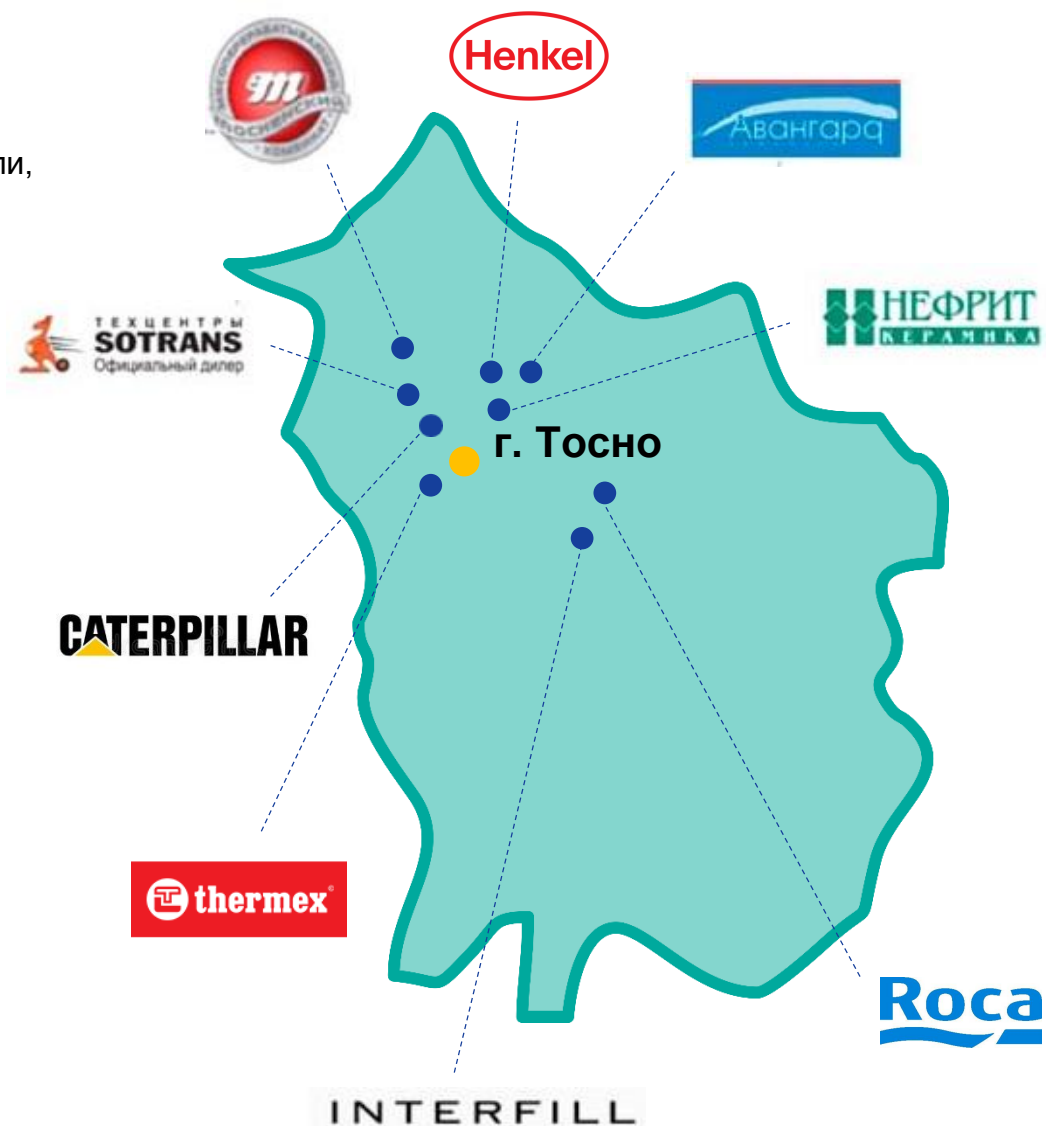 Henkel
Авангард
ли,
НЕФРИТ
КЕРАМИКА
ТЕХЦЕНТРЫ
SOTRANS
Официальный дилер
г. Тосно
CATERPILLAR
thermex
Roca
INTERFILL